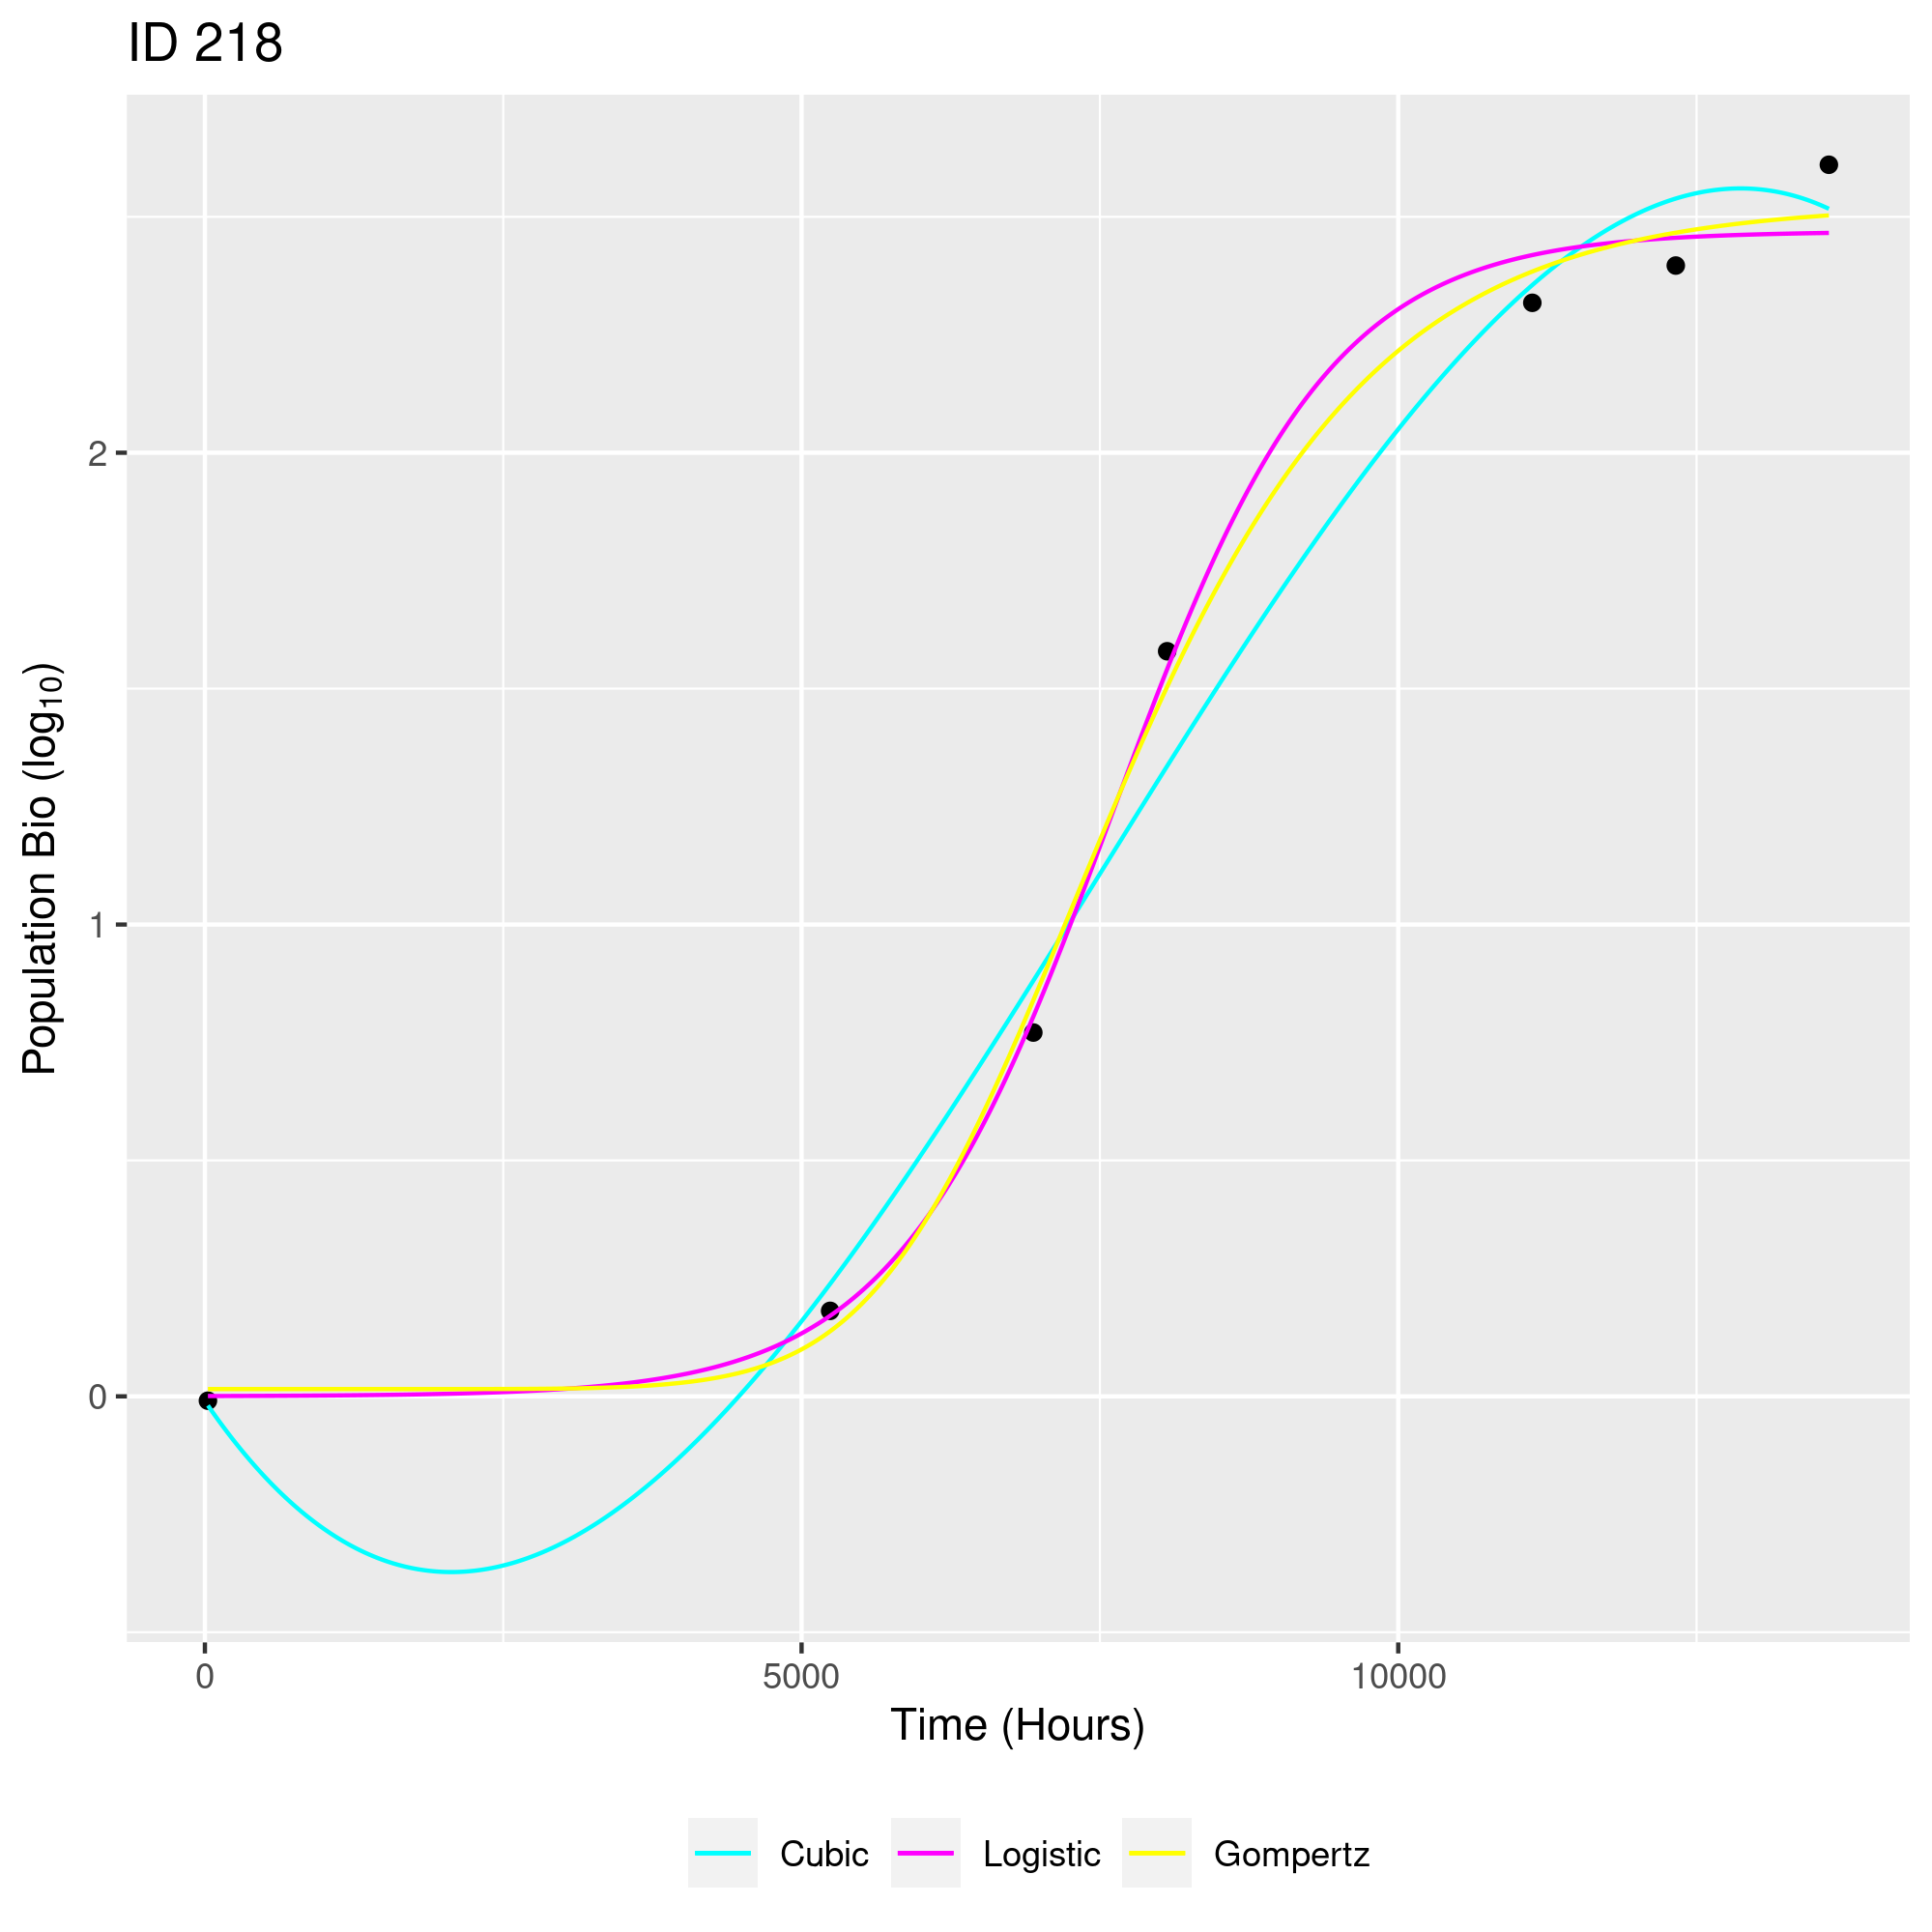 ID 218
Population Bio (log₁₀)
2
1
0
0 5000 10000
Time (Hours)
Cubic Logistic Gompertz